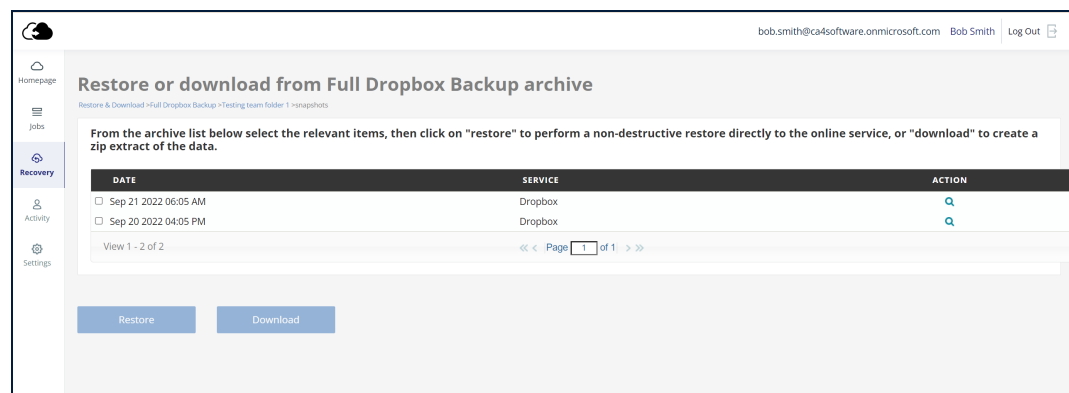 bob.smith@ca4software.onmicrosoft.com Bob Smith Log Out
Homepage
Jobs
Recovery
Activity
Settings
Restore or download from Full Dropbox Backup archive
Restore & Download >Full Dropbox Backup >Testing team folder 1 >snapshots
From the archive list below select the relevant items, then click on "restore" to perform a non-destructive restore directly to the online service, or "download" to create a
zip extract of the data.
DATE SERVICE ACTION
Sep 21 2022 06:05 AM Dropbox
Sep 20 2022 04:05 PM Dropbox
View 1 - 2 of 2 Page 1 of 1
Restore Download